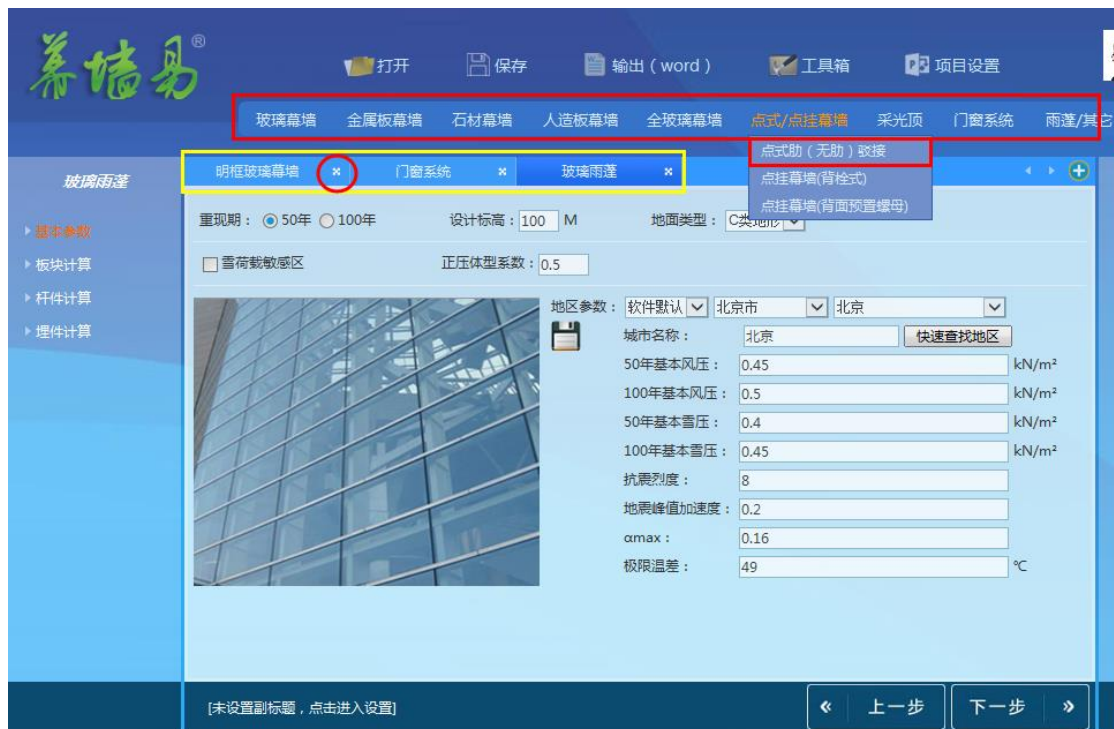 幕墙易®
打开 保存 输出（word） 工具箱 项目设置
玻璃幕墙 金属板幕墙 石材幕墙 人造板幕墙 全玻璃幕墙 点式/点挂幕墙 采光顶 门窗系统 雨蓬/其它
点式肋（无肋）驳接
点挂幕墙(背栓式)
点挂幕墙(背面预置螺母)
玻璃雨蓬
基本参数
板块计算
杆件计算
埋件计算
明框玻璃幕墙 × 门窗系统 × 玻璃雨蓬 ×
重现期： 50年 100年 设计标高：100 M 地面类型：C类地形
雪荷载敏感区 正压体型系数：0.5
地区参数：软件默认 北京市 北京
城市名称： 北京 快速查找地区
50年基本风压： 0.45 kN/m²
100年基本风压： 0.5 kN/m²
50年基本雪压： 0.4 kN/m²
100年基本雪压： 0.45 kN/m²
抗震烈度： 8
地震峰值加速度： 0.2
αmax： 0.16
极限温差： 49 ℃
[未设置副标题，点击进入设置] « 上一步 下一步 »